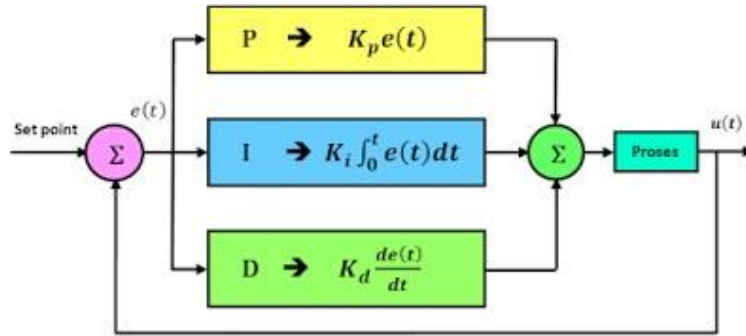 P ➔ K_p e(t)
e(t)
Set point
Σ
I ➔ K_i ∫_0^t e(t)dt
Σ
Proses
u(t)
D ➔ K_d de(t)/dt